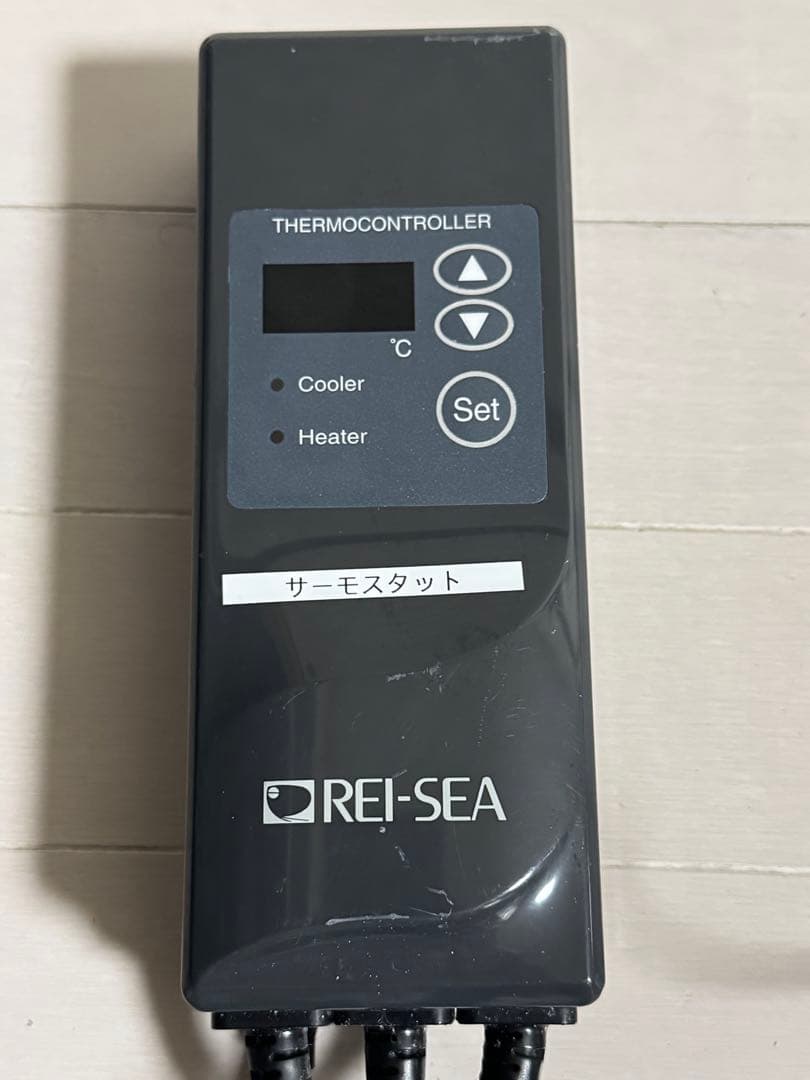 THERMOCONTROLLER
℃
Cooler
Heater
Set
サーモスタット
REI-SEA